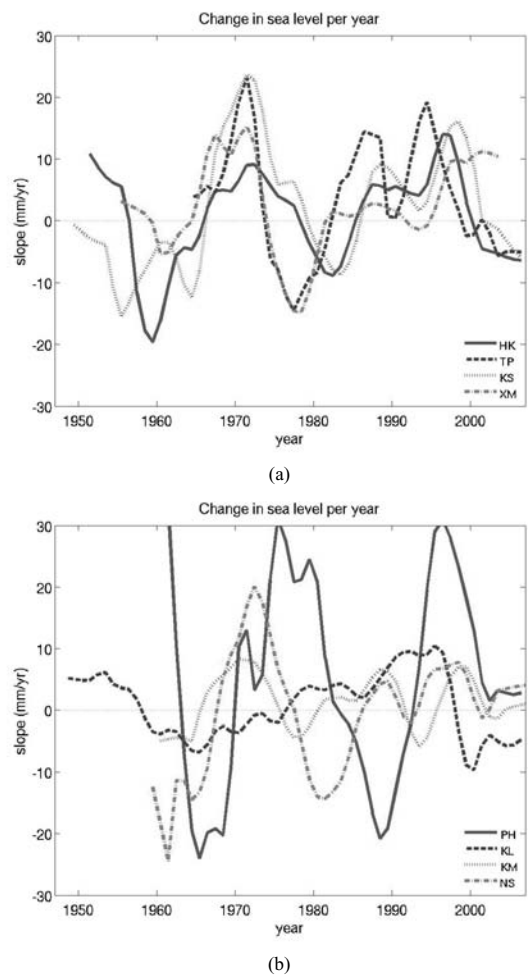 Change in sea level per year
30
20
10
0
-10
-20
-30
slope (mm/yr)
1950 1960 1970 1980 1990 2000
year
HK
TP
KS
XM
(a)
Change in sea level per year
30
20
10
0
-10
-20
-30
slope (mm/yr)
1950 1960 1970 1980 1990 2000
year
PH
KL
KM
NS
(b)